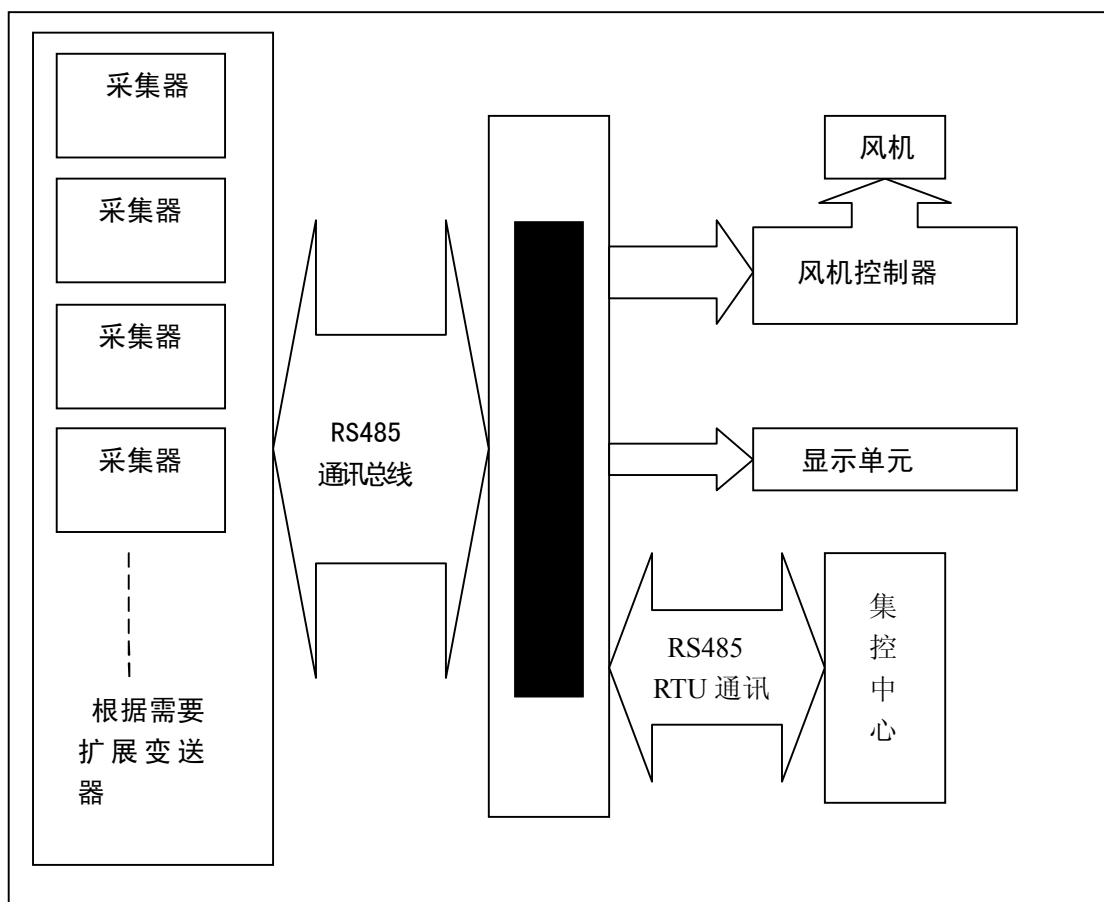 采集器
采集器
采集器
采集器
根据需要
扩展变送
器
RS485
通讯总线
风机
风机控制器
显示单元
RS485
RTU 通讯
集
控
中
心